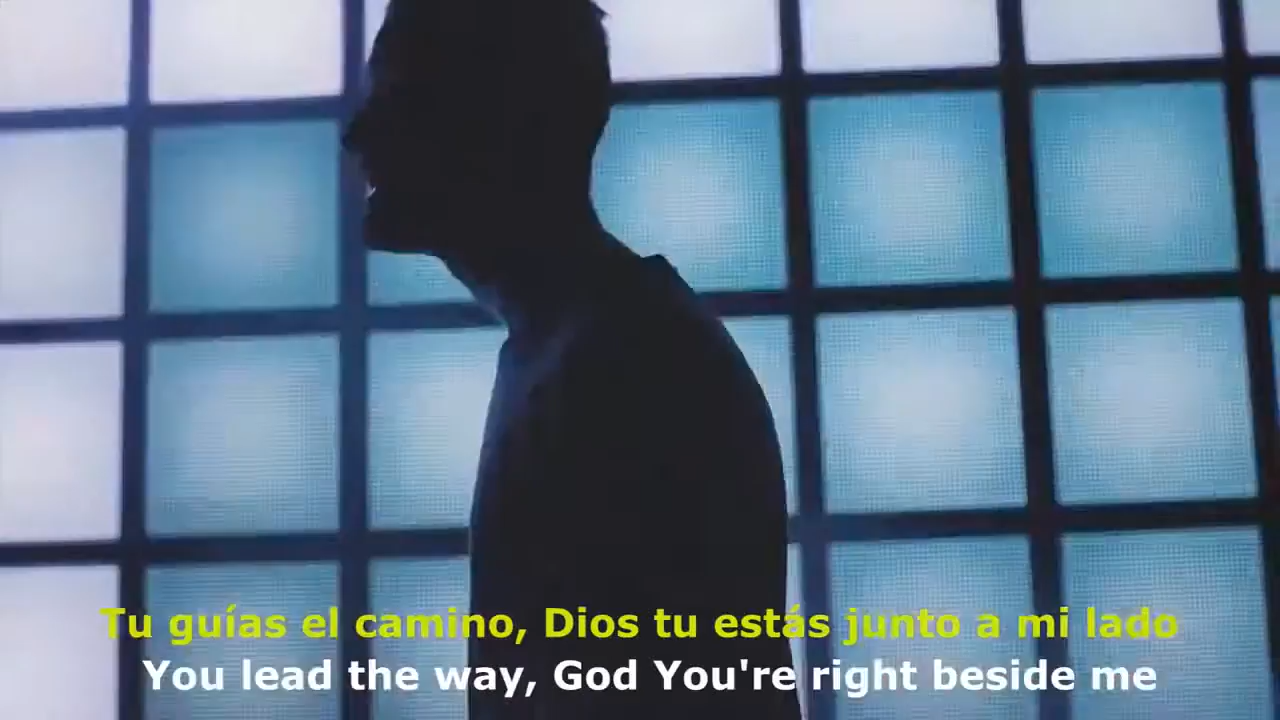 Tu guías el camino, Dios tu estás junto a mi lado
You lead the way, God You're right beside me